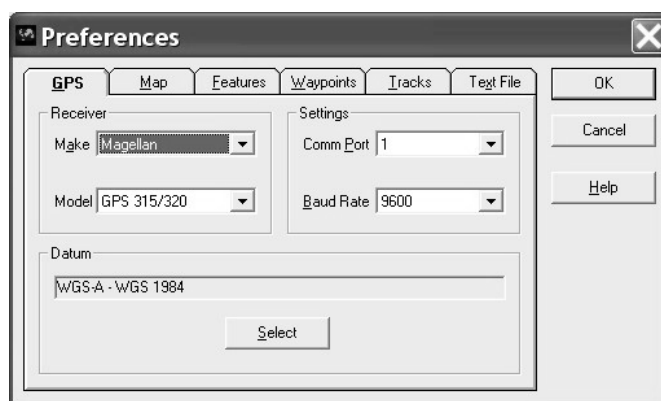 Preferences
GPS Map Features Waypoints Tracks Text File
OK
Cancel
Help
Receiver
Make Magellan
Model GPS 315/320
Settings
Comm Port 1
Baud Rate 9600
Datum
WGS-A - WGS 1984
Select